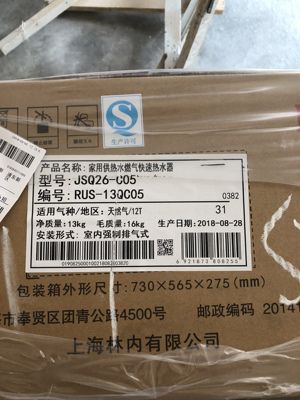 生产许可
产品名称: 家用供热水燃气快速热水器
型号: JSQ26-C05
编号: RUS-13QC05
0382
适用气种/地区: 天然气/12T 31
净质量: 13kg 毛质量: 16kg 生产日期: 2018-08-28
安装形式: 室内强制排气式
6 921873 808255
包装箱外形尺寸:730×565×275(mm)
市奉贤区团青公路4500号 邮政编码 20141
上海林内有限公司